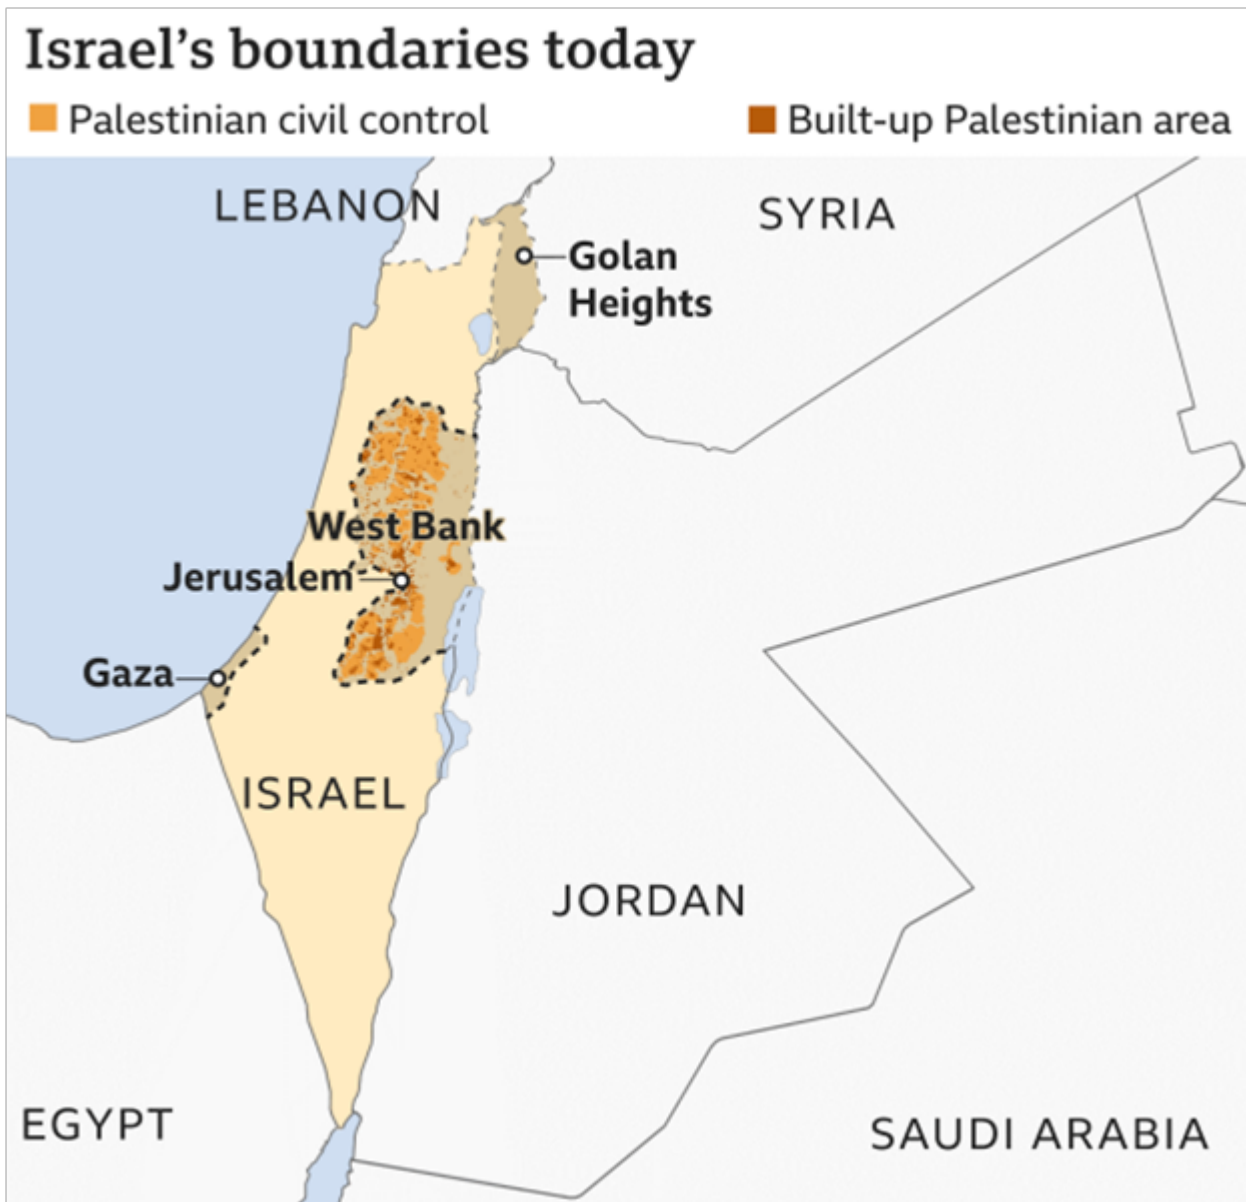 Israel's boundaries today
Palestinian civil control
Built-up Palestinian area
LEBANON
SYRIA
Golan
Heights
West Bank
Jerusalem
Gaza
ISRAEL
JORDAN
EGYPT
SAUDI ARABIA